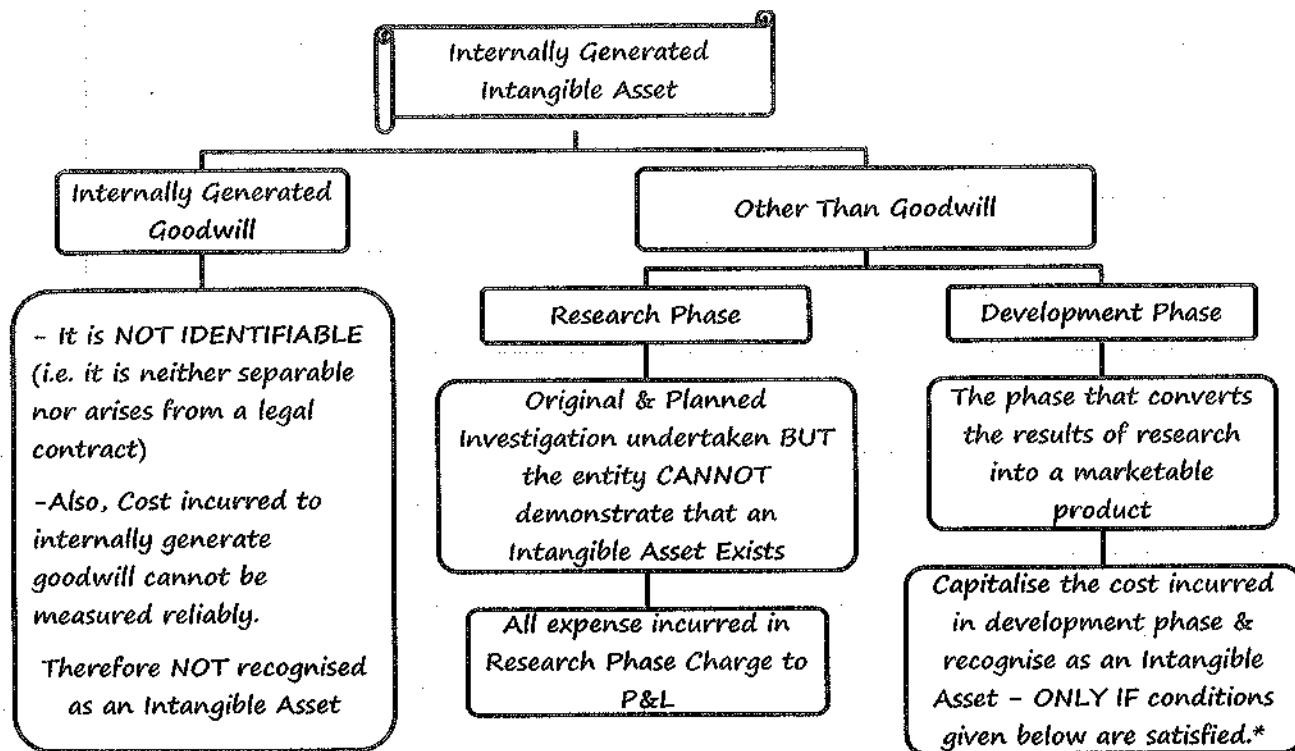 Internally Generated
Intangible Asset
Internally Generated
Goodwill
Other Than Goodwill
- It is NOT IDENTIFIABLE
(i.e. it is neither separable
nor arises from a legal
contract)
-Also, Cost incurred to
internally generate
goodwill cannot be
measured reliably.
Therefore NOT recognised
as an Intangible Asset
Research Phase
Original & Planned
Investigation undertaken BUT
the entity CANNOT
demonstrate that an
Intangible Asset Exists
All expense incurred in
Research Phase Charge to
P&L
Development Phase
The phase that converts
the results of research
into a marketable
product
Capitalise the cost incurred
in development phase &
recognise as an Intangible
Asset - ONLY IF conditions
given below are satisfied.*